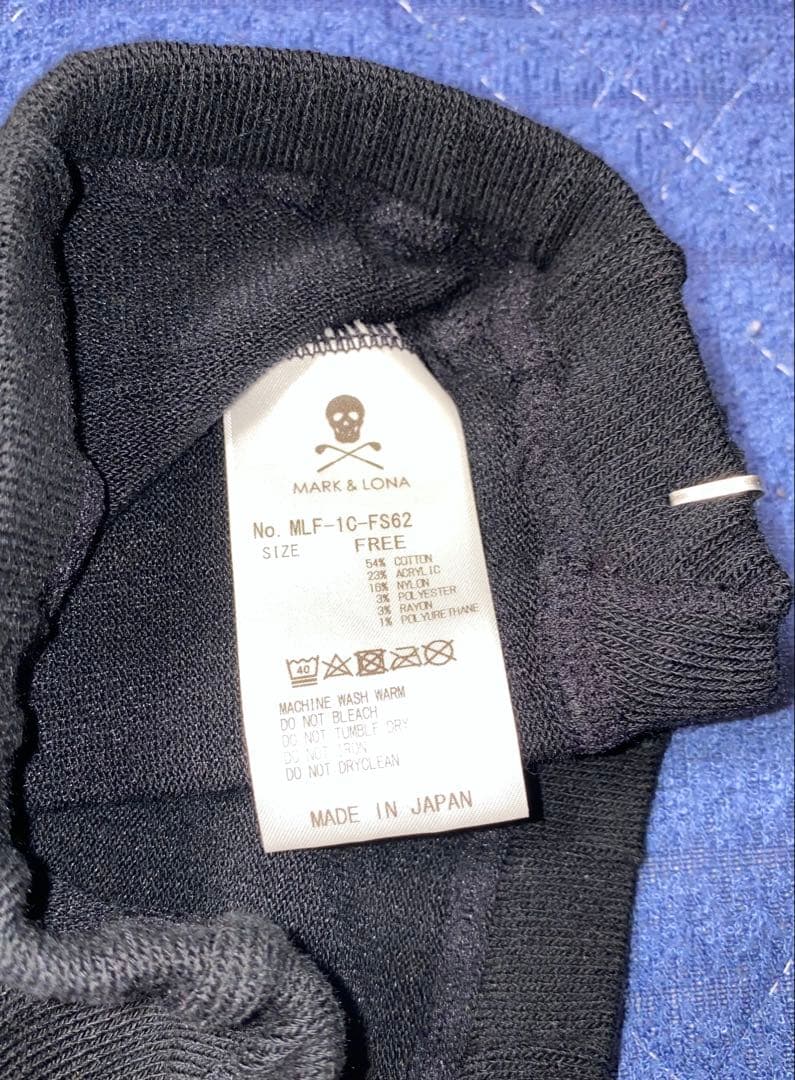 MARK & LONA
No. MLF-1C-FS62
SIZE FREE
54% COTTON
23% ACRYLIC
16% NYLON
3% POLYESTER
3% RAYON
1% POLYURETHANE
40
MACHINE WASH WARM
DO NOT BLEACH
DO NOT TUMBLE DRY
DO NOT IRON
DO NOT DRYCLEAN
MADE IN JAPAN